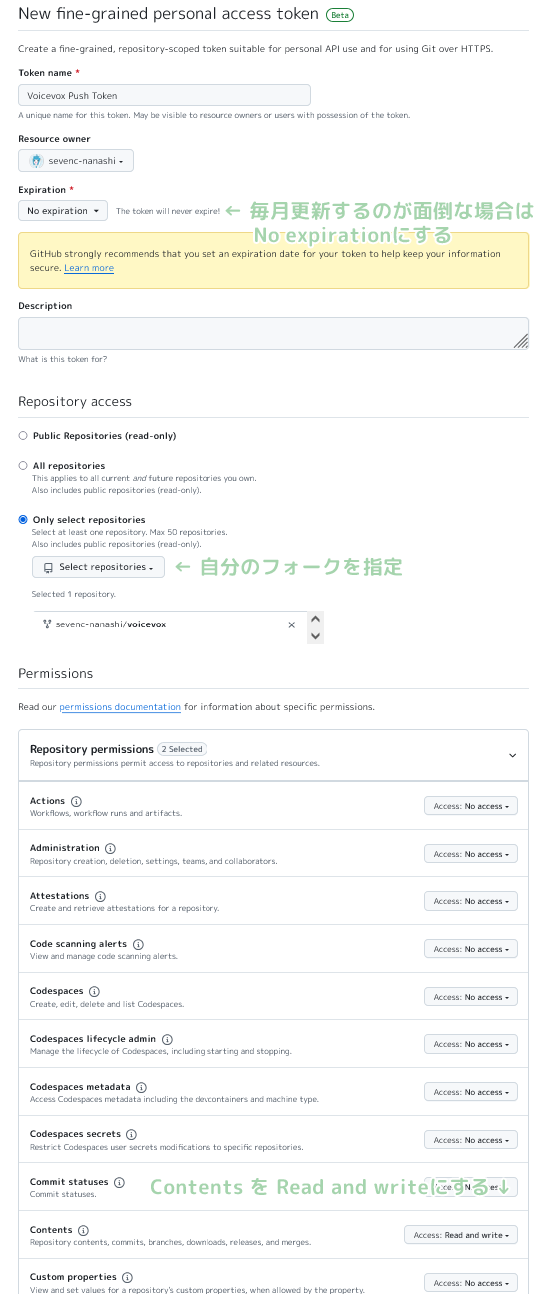 New fine-grained personal access token Beta
Create a fine-grained, repository-scoped token suitable for personal API use and for using Git over HTTPS.
Token name *
Voicevox Push Token
A unique name for this token. May be visible to resource owners or users with possession of the token.
Resource owner
sevenc-nanashi
Expiration *
No expiration The token will never expire! ← 毎月更新するのが面倒な場合は
No expirationにする
GitHub strongly recommends that you set an expiration date for your token to help keep your information
secure. Learn more
Description
What is this token for?
Repository access
Public Repositories (read-only)
All repositories
This applies to all current and future repositories you own.
Also includes public repositories (read-only).
Only select repositories
Select at least one repository. Max 50 repositories.
Also includes public repositories (read-only).
Select repositories ← 自分のフォークを指定
Selected 1 repository.
sevenc-nanashi/voicevox ×
Permissions
Read our permissions documentation for information about specific permissions.
Repository permissions 2 Selected
Repository permissions permit access to repositories and related resources.
Actions
Workflows, workflow runs and artifacts.
Access: No access
Administration
Repository creation, deletion, settings, teams, and collaborators.
Access: No access
Attestations
Create and retrieve attestations for a repository.
Access: No access
Code scanning alerts
View and manage code scanning alerts.
Access: No access
Codespaces
Create, edit, delete and list Codespaces.
Access: No access
Codespaces lifecycle admin
Manage the lifecycle of Codespaces, including starting and stopping.
Access: No access
Codespaces metadata
Access Codespaces metadata including the devcontainers and machine type.
Access: No access
Codespaces secrets
Restrict Codespaces user secrets modifications to specific repositories.
Access: No access
Commit statuses
Commit statuses.
Contents を Read and writeにする ↓
Contents
Repository contents, commits, branches, downloads, releases, and merges.
Access: Read and write
Custom properties
View and set values for a repository's custom properties, when allowed by the property.
Access: No access